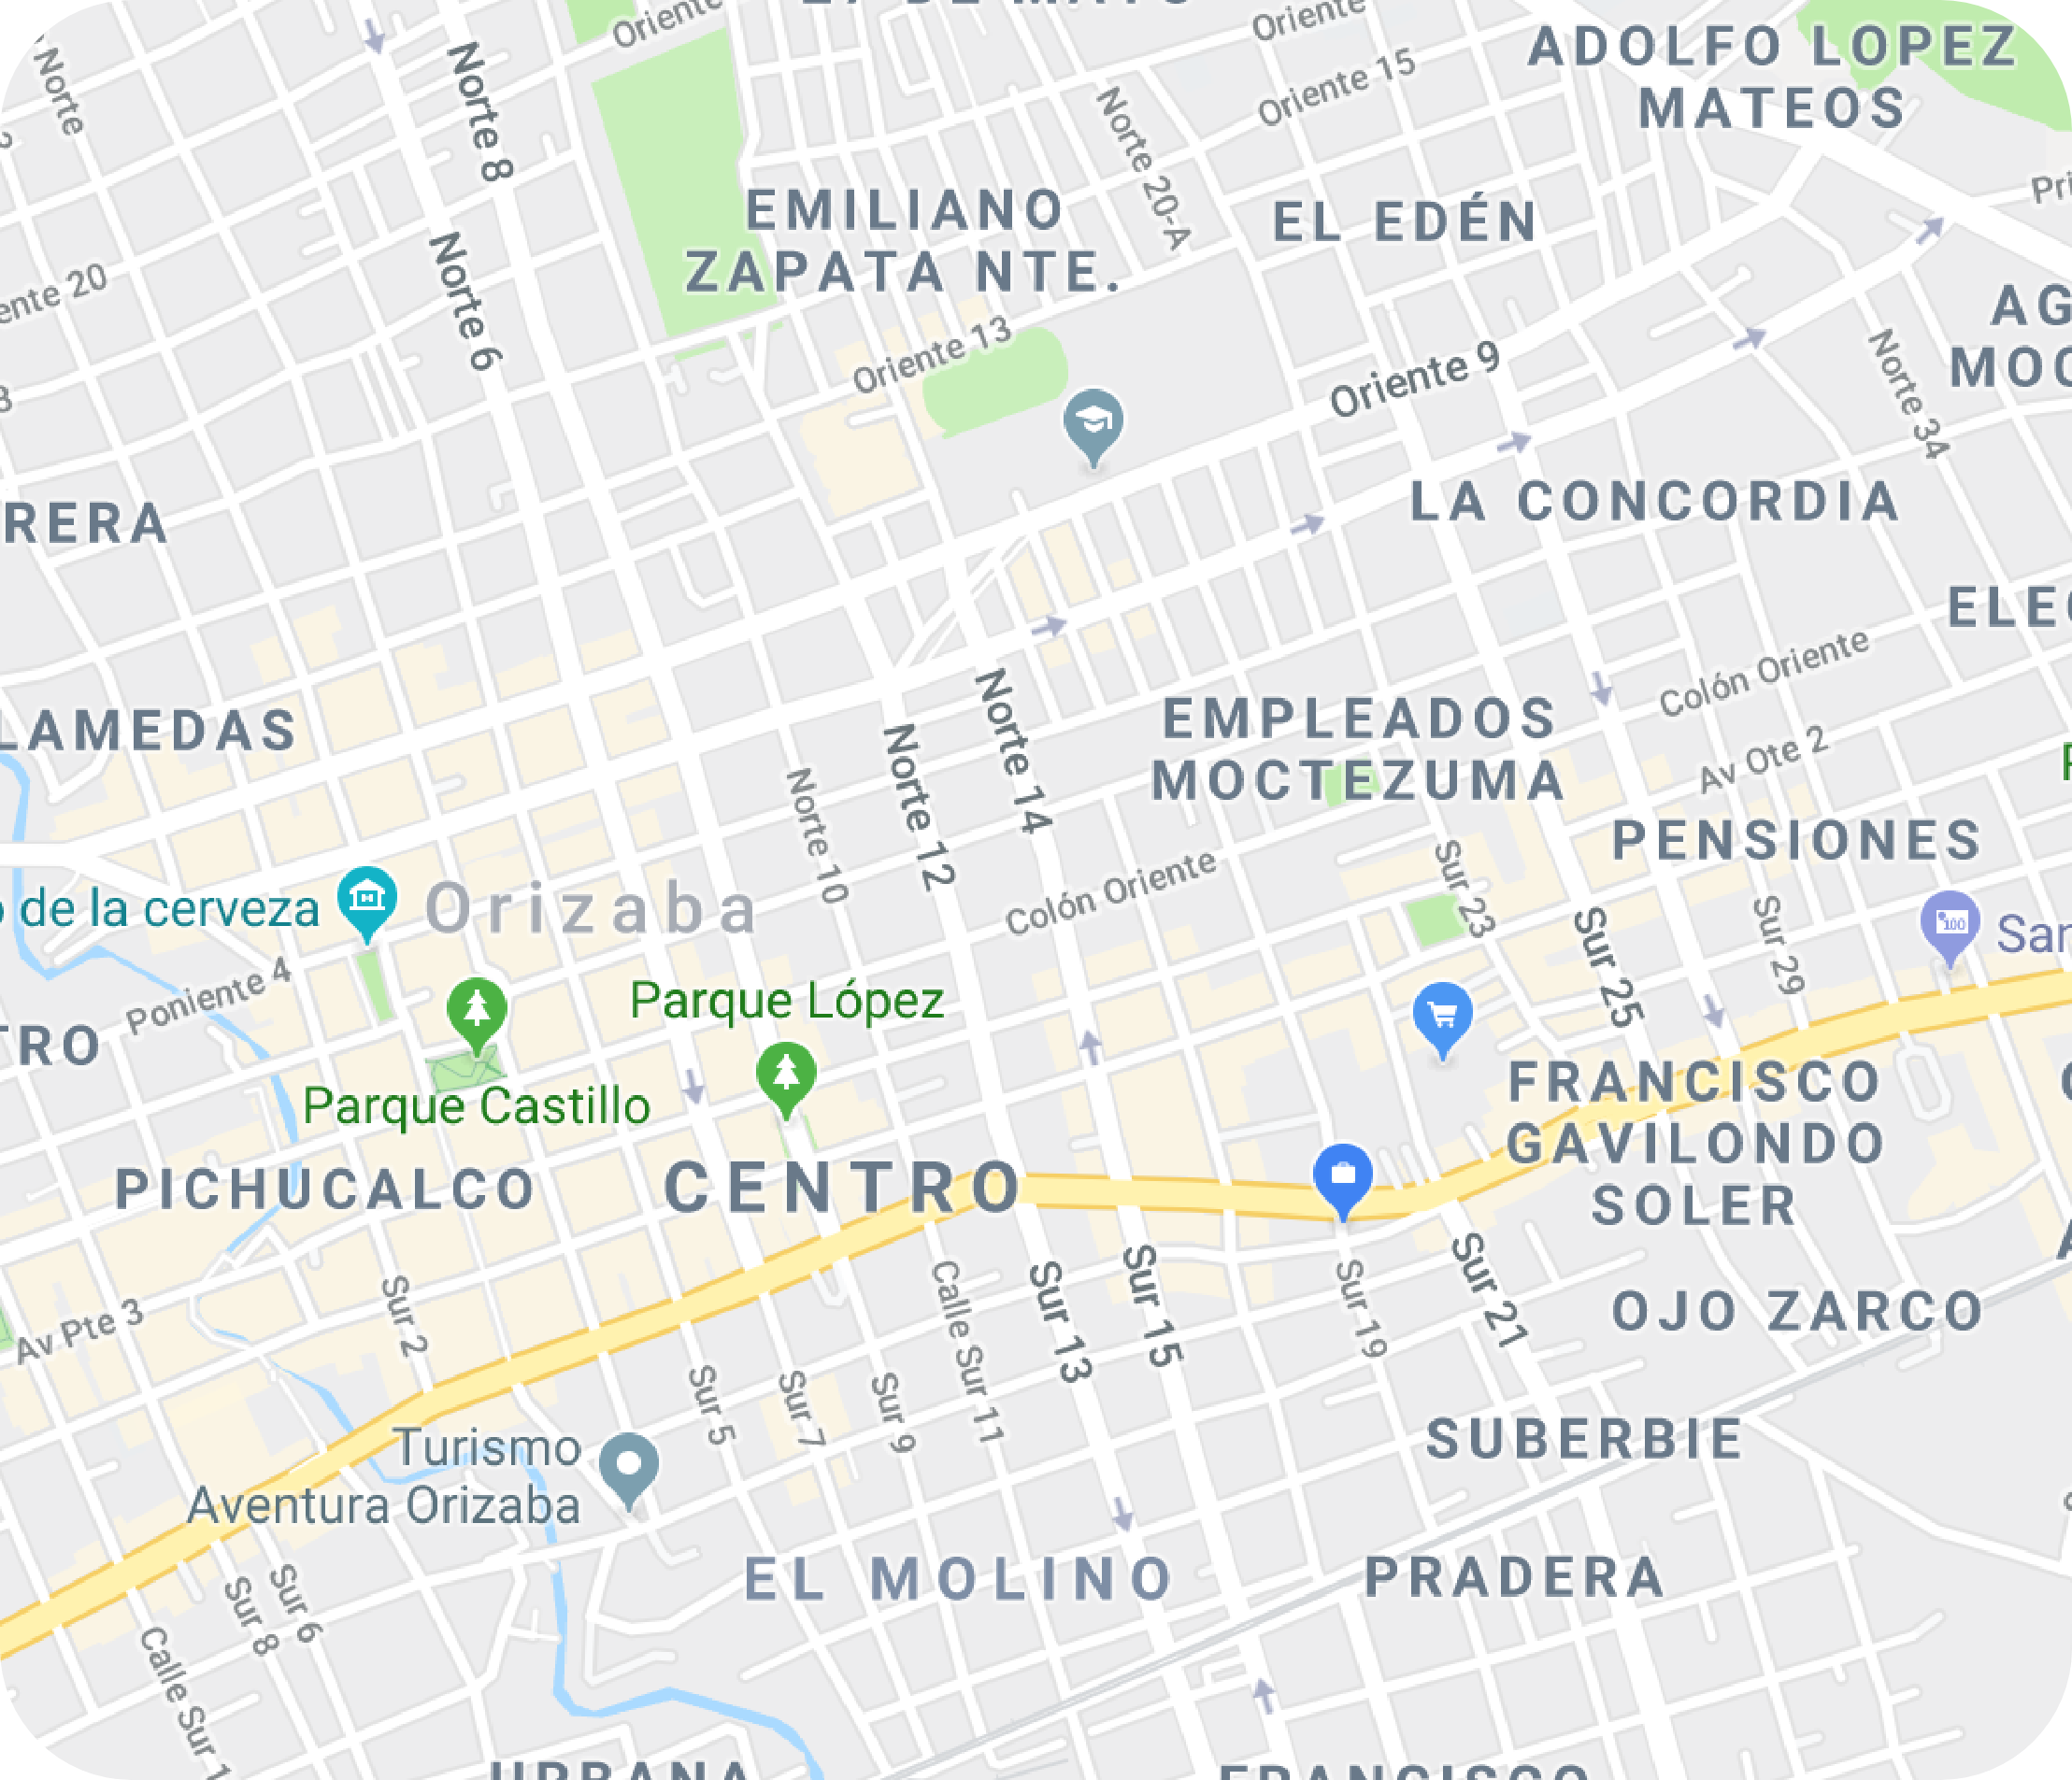 Oriente
27 DE MAYO
Oriente
ADOLFO LOPEZ
MATEOS
Norte
Norte 8
Oriente 15
Norte 20-A
EMILIANO
ZAPATA NTE.
EL EDÉN
Norte 6
ente 20
Oriente 13
Oriente 9
Norte 34
RERA
LA CONCORDIA
LAMEDAS
Norte 14
Norte 12
Norte 10
EMPLEADOS
MOCTEZUMA
Colón Oriente
Av Ote 2
PENSIONES
Sur 23
Colón Oriente
de la cerveza
Orizaba
Sur 25
Sur 29
100
San
Poniente 4
Parque López
TRO
Parque Castillo
FRANCISCO
GAVILONDO
SOLER
PICHUCALCO
CENTRO
Sur 2
Av Pte 3
Calle Sur 11
Sur 13
Sur 15
Sur 19
Sur 21
OJO ZARCO
Sur 5
Sur 7
Sur 9
Turismo
Aventura Orizaba
SUBERBIE
EL MOLINO
PRADERA
Sur 8
Sur 6
Calle Sur 1
URBANA
FRANCISCO